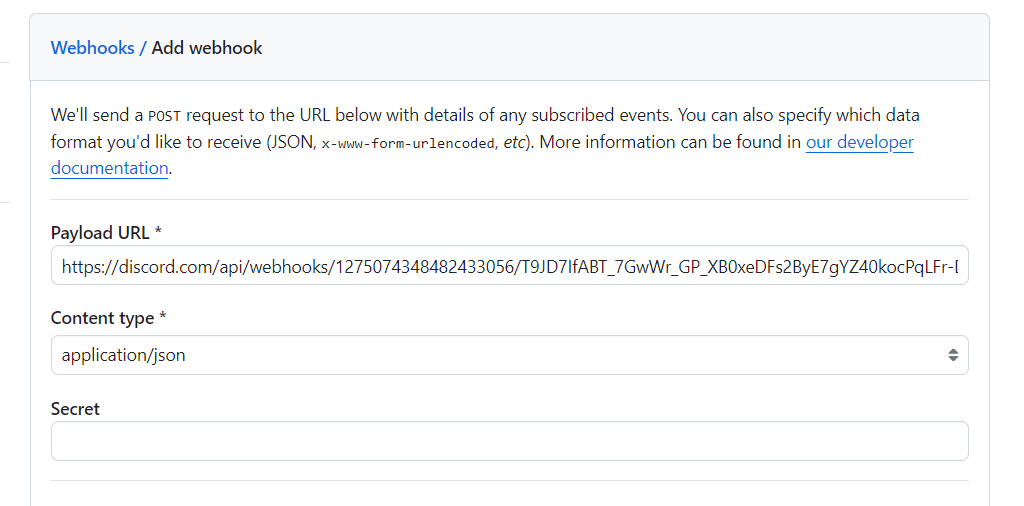 Webhooks / Add webhook
We'll send a POST request to the URL below with details of any subscribed events. You can also specify which data
format you'd like to receive (JSON, x-www-form-urlencoded, etc). More information can be found in our developer
documentation.
Payload URL *
https://discord.com/api/webhooks/1275074348482433056/T9JD7IfABT_7GwWr_GP_XB0xeDFs2ByE7gYZ40kocPqLFr-
Content type *
application/json
Secret